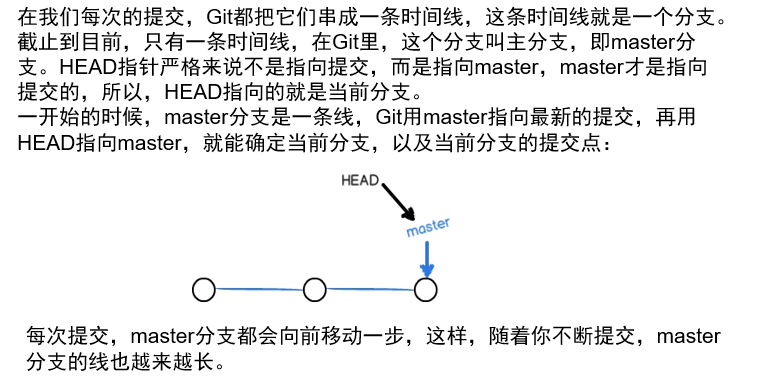 在我们每次的提交，Git都把它们串成一条时间线，这条时间线就是一个分支。
截止到目前，只有一条时间线，在Git里，这个分支叫主分支，即master分
支。HEAD指针严格来说不是指向提交，而是指向master，master才是指向
提交的，所以，HEAD指向的就是当前分支。
一开始的时候，master分支是一条线，Git用master指向最新的提交，再用
HEAD指向master，就能确定当前分支，以及当前分支的提交点：
HEAD
master
每次提交，master分支都会向前移动一步，这样，随着你不断提交，master
分支的线也越来越长。